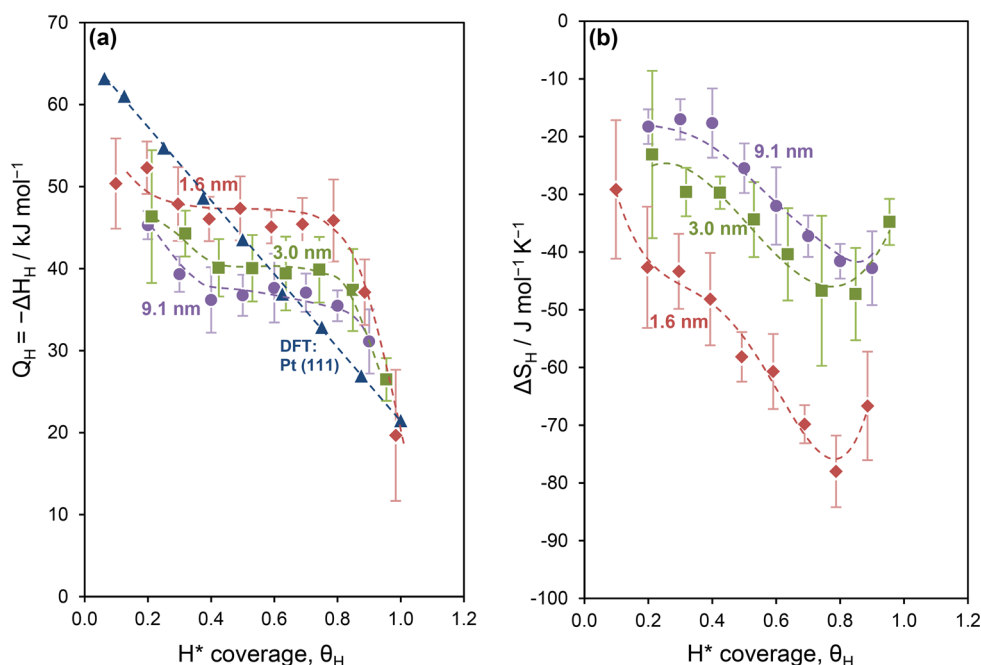 (a)
70
60
50
40
30
20
10
0
Q_H = −ΔH_H / kJ mol⁻¹
1.6 nm
3.0 nm
9.1 nm
DFT:
Pt (111)
0.0 0.2 0.4 0.6 0.8 1.0 1.2
H* coverage, θ_H
(b)
-0
-10
-20
-30
-40
-50
-60
-70
-80
-90
-100
ΔS_H / J mol⁻¹ K⁻¹
9.1 nm
3.0 nm
1.6 nm
0.0 0.2 0.4 0.6 0.8 1.0 1.2
H* coverage, θ_H